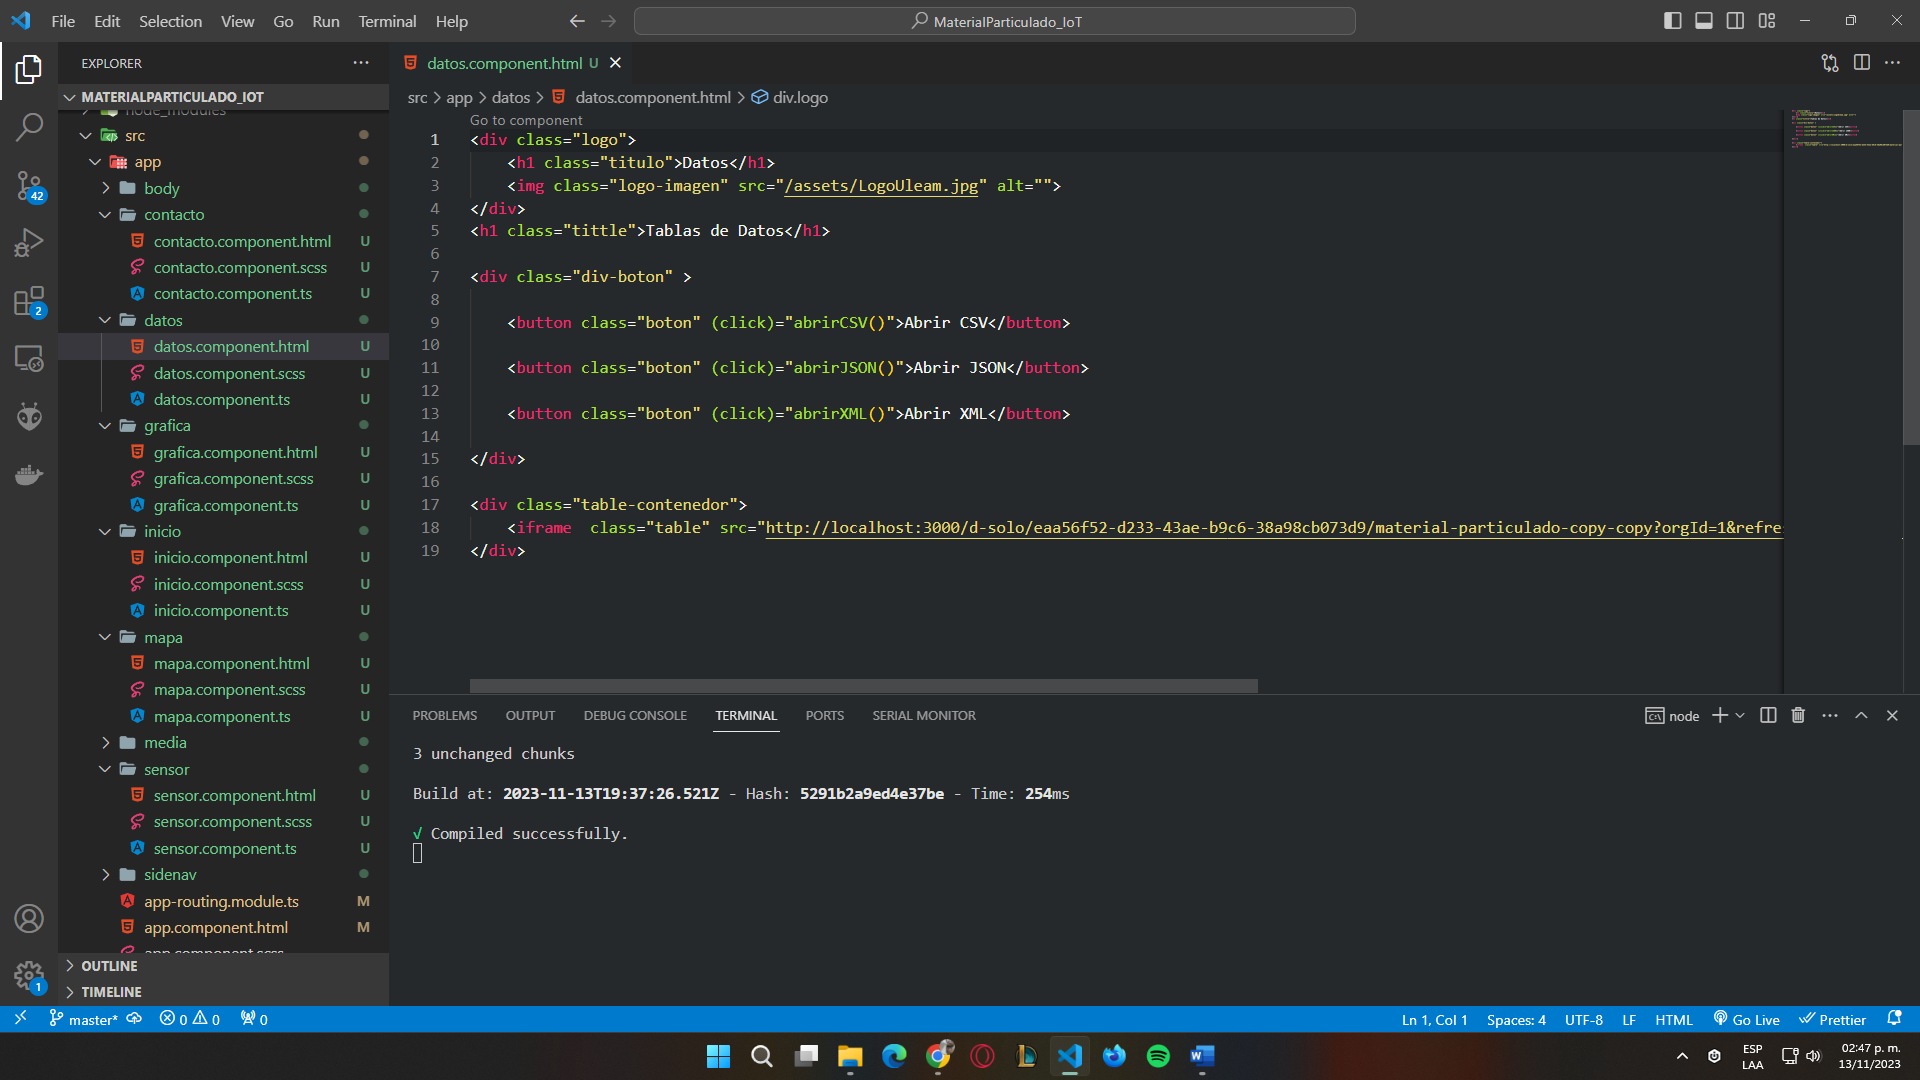 File Edit Selection View Go Run Terminal Help
MaterialParticulado_IoT
EXPLORER
datos.component.html U
MATERIALPARTICULADO_IOT
src > app > datos > datos.component.html > div.logo
node_modules
src
app
body
contacto
contacto.component.html U
contacto.component.scss U
contacto.component.ts U
datos
datos.component.html U
datos.component.scss U
datos.component.ts U
grafica
grafica.component.html U
grafica.component.scss U
grafica.component.ts U
inicio
inicio.component.html U
inicio.component.scss U
inicio.component.ts U
mapa
mapa.component.html U
mapa.component.scss U
mapa.component.ts U
media
sensor
sensor.component.html U
sensor.component.scss U
sensor.component.ts U
sidenav
app-routing.module.ts M
app.component.html M
app.component.scss
OUTLINE
TIMELINE
42
2
1
Go to component
1 <div class="logo">
2 <h1 class="titulo">Datos</h1>
3 <img class="logo-imagen" src="/assets/LogoUleam.jpg" alt="">
4 </div>
5 <h1 class="tittle">Tablas de Datos</h1>
6
7 <div class="div-boton" >
8
9 <button class="boton" (click)="abrirCSV()">Abrir CSV</button>
10
11 <button class="boton" (click)="abrirJSON()">Abrir JSON</button>
12
13 <button class="boton" (click)="abrirXML()">Abrir XML</button>
14
15 </div>
16
17 <div class="table-contenedor">
18 <iframe  class="table" src="http://localhost:3000/d-solo/eaa56f52-d233-43ae-b9c6-38a98cb073d9/material-particulado-copy-copy?orgId=1&refre
19 </div>
PROBLEMS OUTPUT DEBUG CONSOLE TERMINAL PORTS SERIAL MONITOR
node
3 unchanged chunks
Build at: 2023-11-13T19:37:26.521Z - Hash: 5291b2a9ed4e37be - Time: 254ms
√ Compiled successfully.
master* 0 0 0
Ln 1, Col 1 Spaces: 4 UTF-8 LF HTML Go Live Prettier
ESP
LAA
02:47 p. m.
13/11/2023